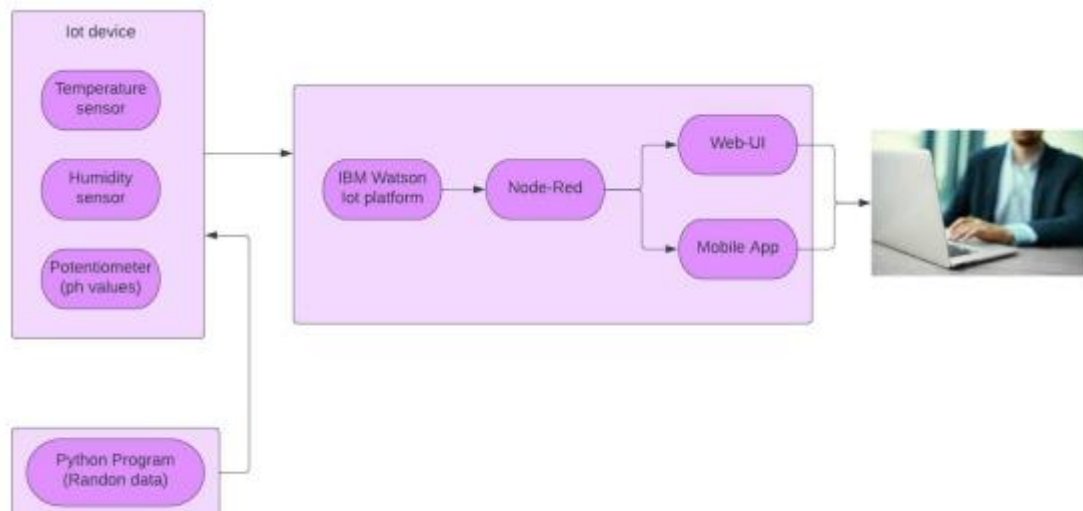 Iot device
Temperature
sensor
Humidity
sensor
Potentiometer
(ph values)
IBM Watson
Iot platform
Node-Red
Web-UI
Mobile App
Python Program
(Randon data)